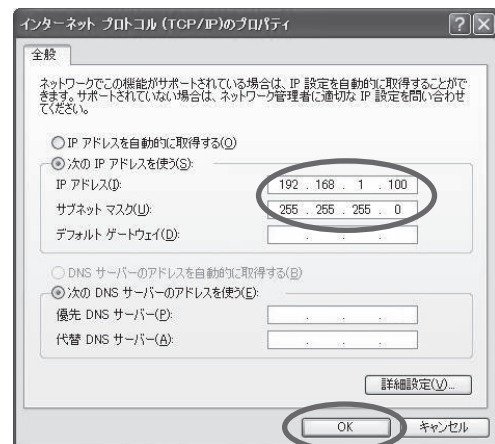 インターネット プロトコル (TCP/IP)のプロパティ
全般
ネットワークでこの機能がサポートされている場合は、IP 設定を自動的に取得することがで
きます。サポートされていない場合は、ネットワーク管理者に適切な IP 設定を問い合わせ
てください。
IP アドレスを自動的に取得する(O)
次の IP アドレスを使う(S):
IP アドレス(I): 192 . 168 . 1 . 100
サブネット マスク(U): 255 . 255 . 255 . 0
デフォルト ゲートウェイ(D): . . .
DNS サーバーのアドレスを自動的に取得する(B)
次の DNS サーバーのアドレスを使う(E):
優先 DNS サーバー(P): . . .
代替 DNS サーバー(A): . . .
詳細設定(V)...
OK キャンセル